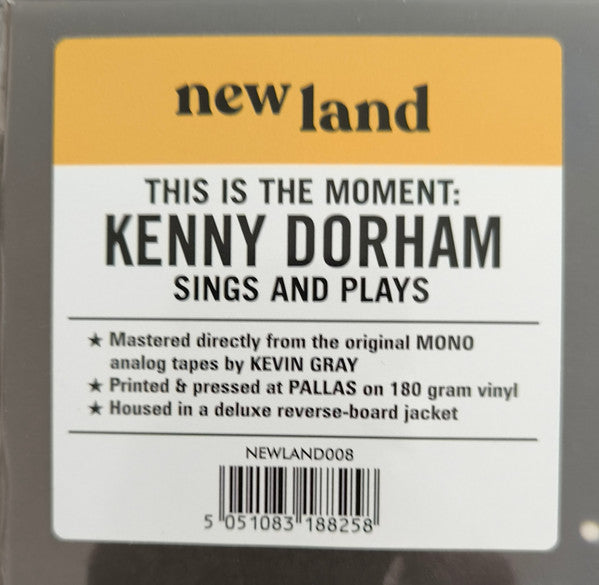 new land
THIS IS THE MOMENT:
KENNY DORHAM
SINGS AND PLAYS
★ Mastered directly from the original MONO
analog tapes by KEVIN GRAY
★ Printed & pressed at PALLAS on 180 gram vinyl
★ Housed in a deluxe reverse-board jacket
NEWLAND008
5 051083 188258